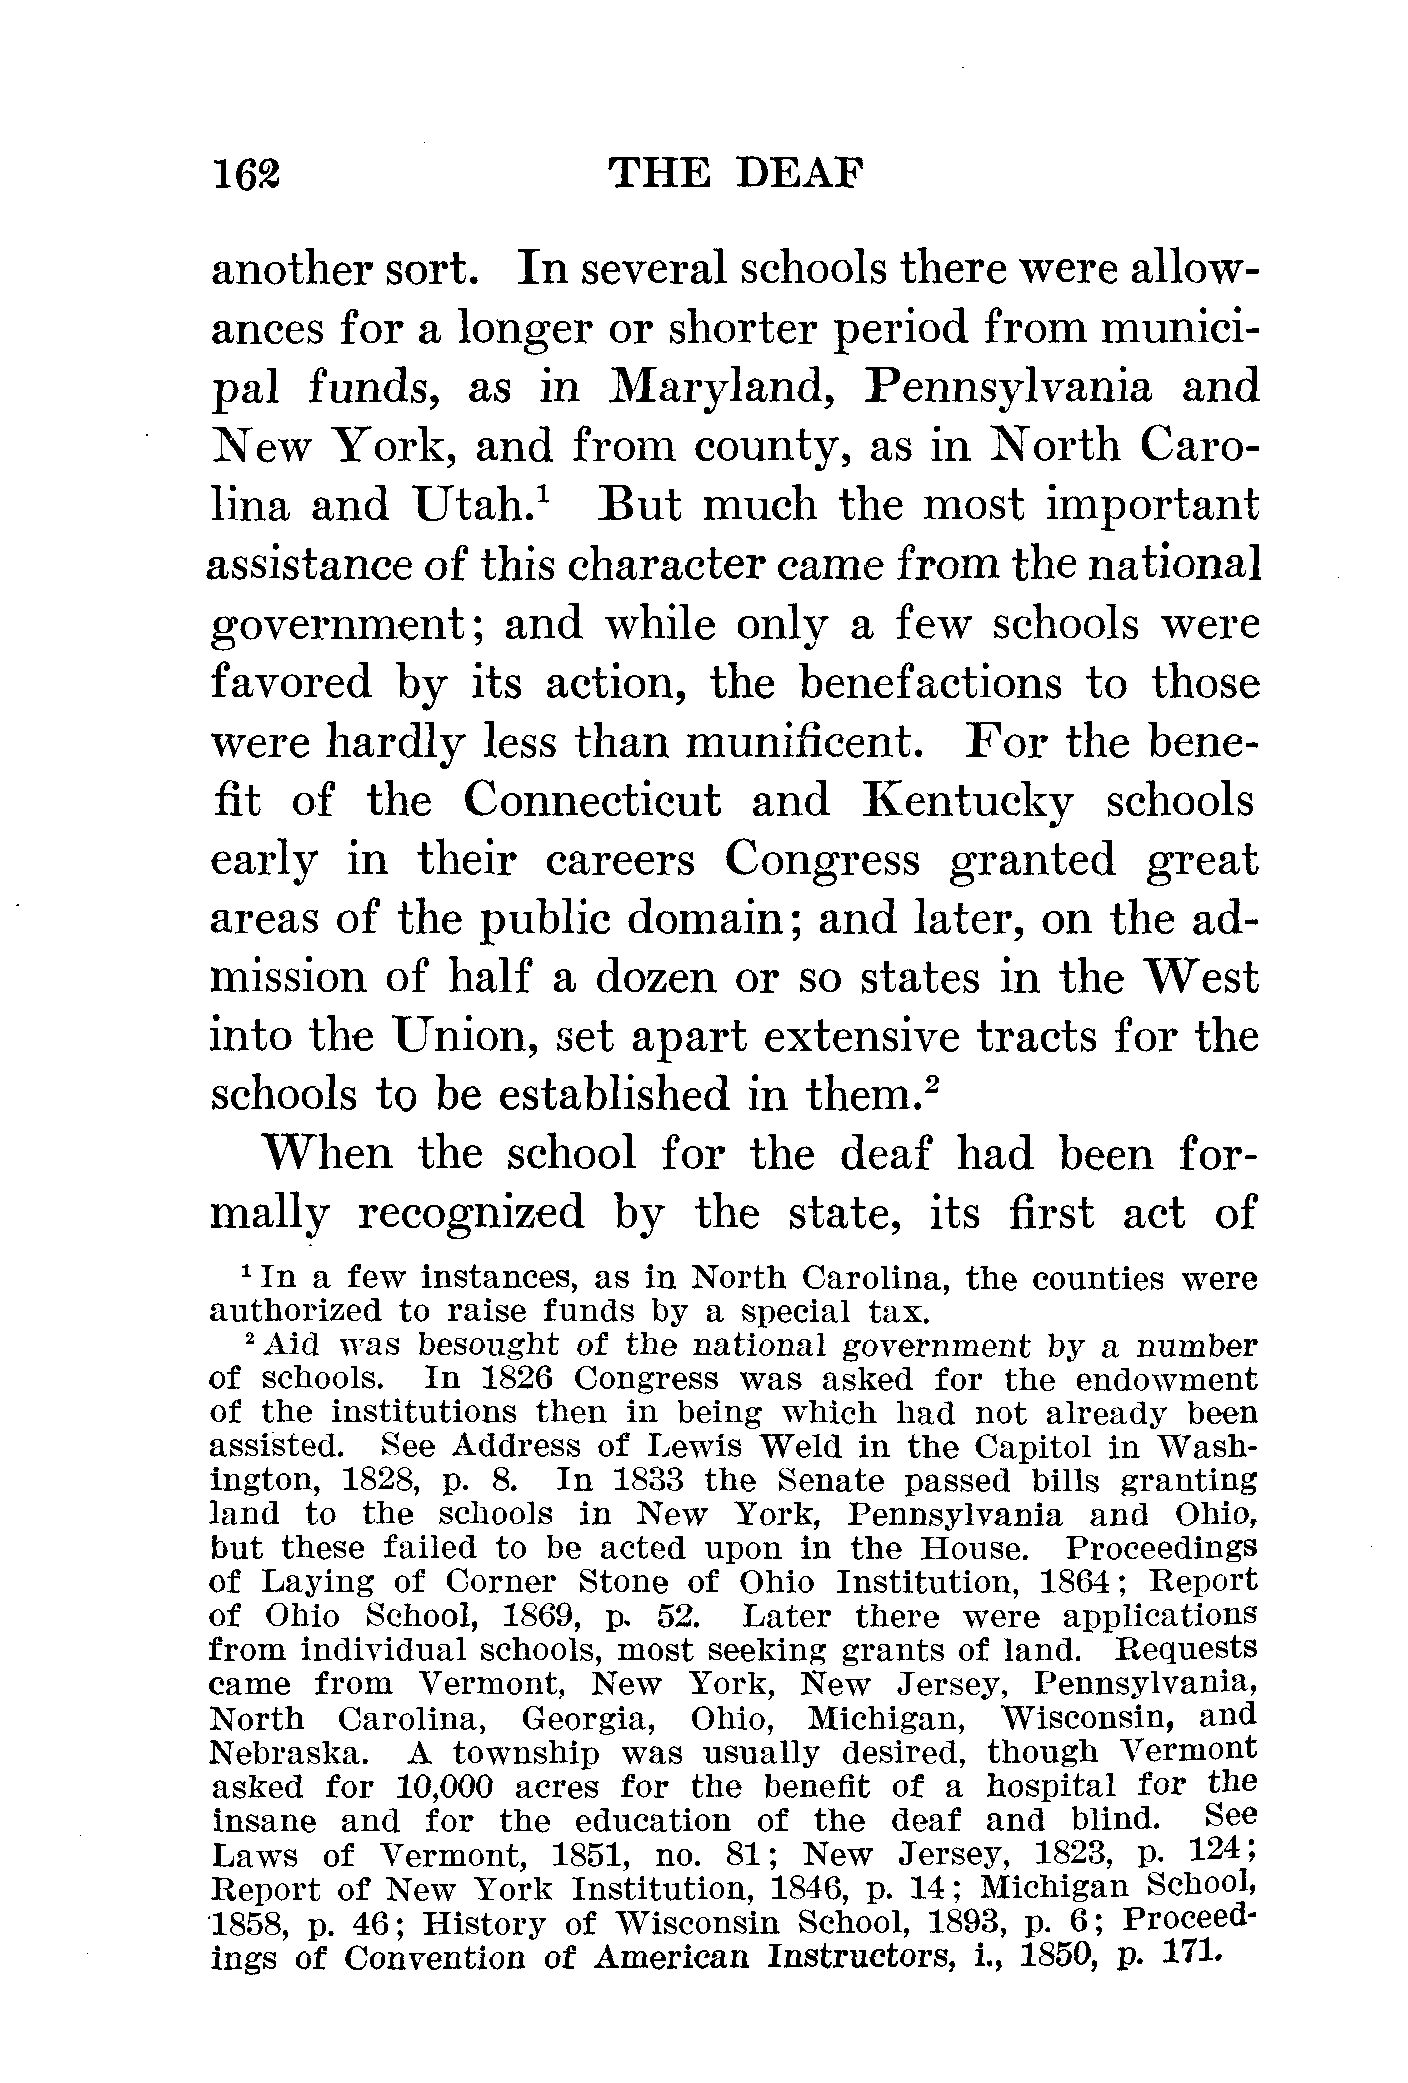 162 THE DEAF
another sort. In several schools there were allow-
ances for a longer or shorter period from munici-
pal funds, as in Maryland, Pennsylvania and
New York, and from county, as in North Caro-
lina and Utah.¹ But much the most important
assistance of this character came from the national
government; and while only a few schools were
favored by its action, the benefactions to those
were hardly less than munificent. For the bene-
fit of the Connecticut and Kentucky schools
early in their careers Congress granted great
areas of the public domain; and later, on the ad-
mission of half a dozen or so states in the West
into the Union, set apart extensive tracts for the
schools to be established in them.²
When the school for the deaf had been for-
mally recognized by the state, its first act of
¹ In a few instances, as in North Carolina, the counties were
authorized to raise funds by a special tax.
² Aid was besought of the national government by a number
of schools. In 1826 Congress was asked for the endowment
of the institutions then in being which had not already been
assisted. See Address of Lewis Weld in the Capitol in Wash-
ington, 1828, p. 8. In 1833 the Senate passed bills granting
land to the schools in New York, Pennsylvania and Ohio,
but these failed to be acted upon in the House. Proceedings
of Laying of Corner Stone of Ohio Institution, 1864; Report
of Ohio School, 1869, p. 52. Later there were applications
from individual schools, most seeking grants of land. Requests
came from Vermont, New York, New Jersey, Pennsylvania,
North Carolina, Georgia, Ohio, Michigan, Wisconsin, and
Nebraska. A township was usually desired, though Vermont
asked for 10,000 acres for the benefit of a hospital for the
insane and for the education of the deaf and blind. See
Laws of Vermont, 1851, no. 81; New Jersey, 1823, p. 124;
Report of New York Institution, 1846, p. 14; Michigan School,
1858, p. 46; History of Wisconsin School, 1893, p. 6; Proceed-
ings of Convention of American Instructors, i., 1850, p. 171.